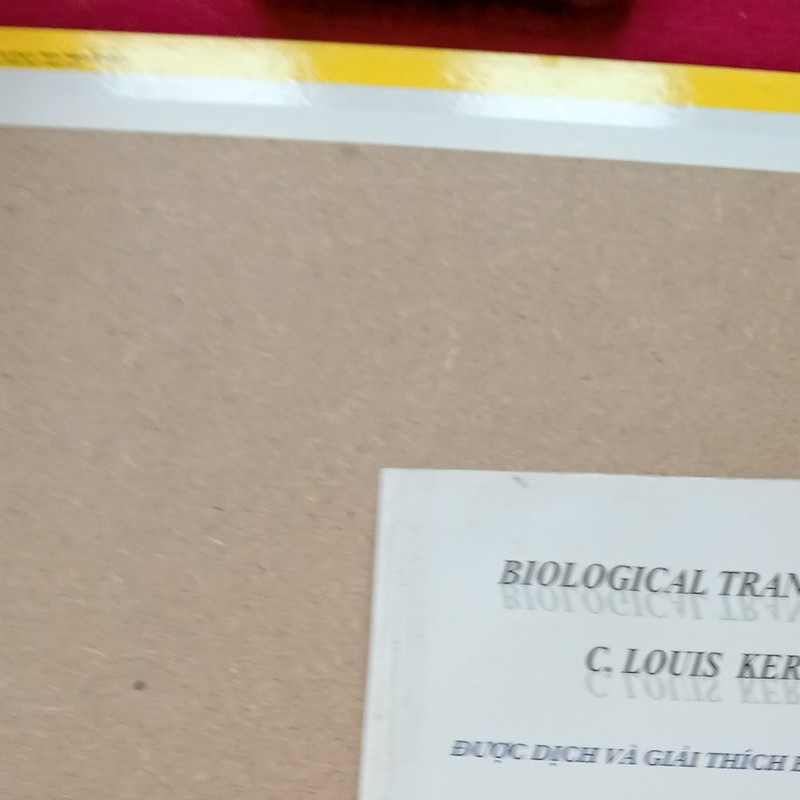 BIOLOGICAL TRAN
C. LOUIS KER
ĐƯỢC DỊCH VÀ GIẢI THÍCH